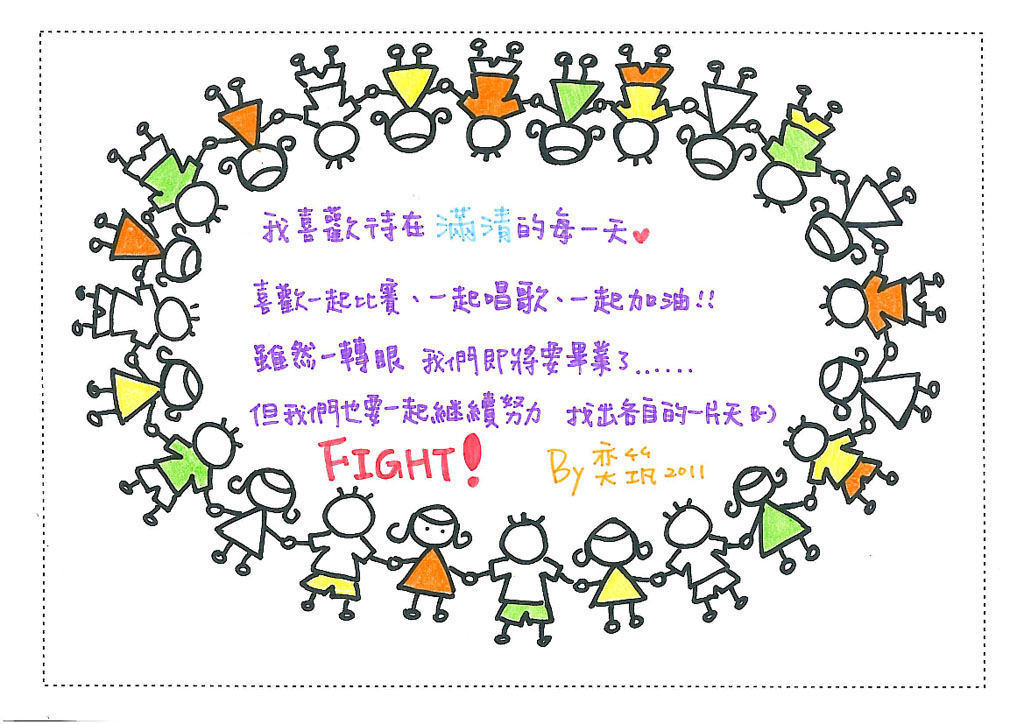 我喜歡待在滿清的每一天♥
喜歡一起比賽、一起唱歌、一起加油!!
雖然一轉眼 我們即將要畢業了......
但我們也要一起繼續努力 找出各自的一片天 8-)
FIGHT!
By 奕筑 2011